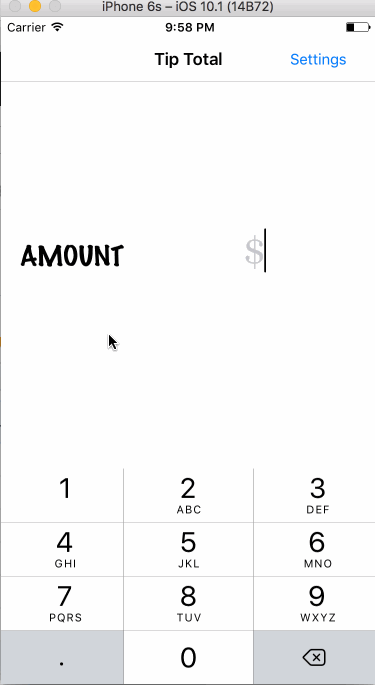 iPhone 6s – iOS 10.1 (14B72)
Carrier 9:58 PM
Tip Total Settings
AMOUNT $
1 2 3
ABC DEF
4 5 6
GHI JKL MNO
7 8 9
PQRS TUV WXYZ
. 0